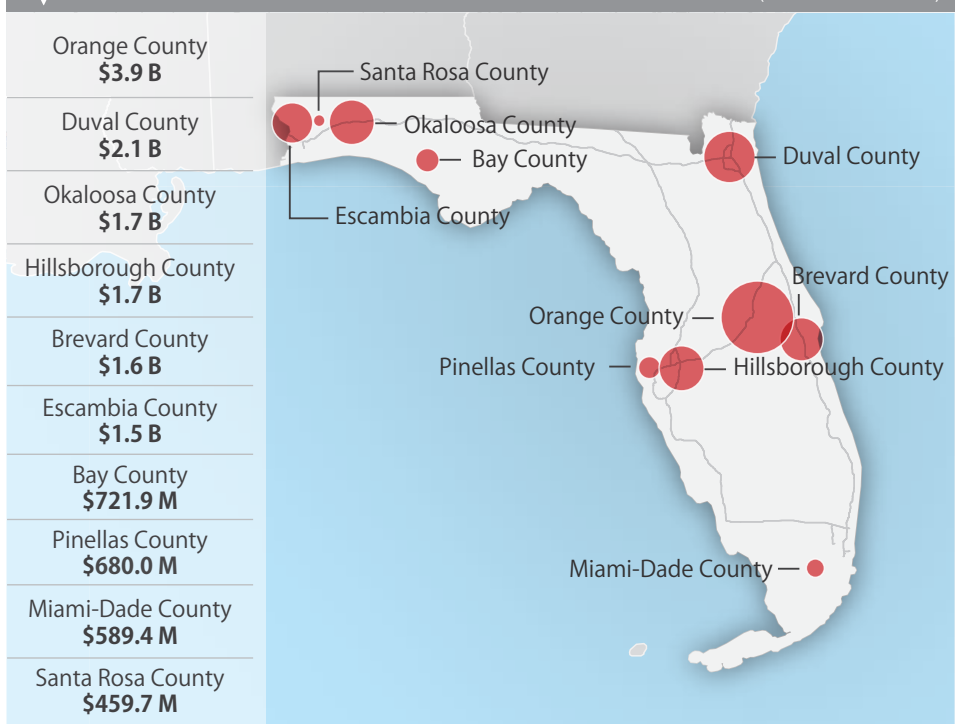 Orange County
$3.9 B
Duval County
$2.1 B
Okaloosa County
$1.7 B
Hillsborough County
$1.7 B
Brevard County
$1.6 B
Escambia County
$1.5 B
Bay County
$721.9 M
Pinellas County
$680.0 M
Miami-Dade County
$589.4 M
Santa Rosa County
$459.7 M
Santa Rosa County
Okaloosa County
Bay County
Duval County
Escambia County
Brevard County
Orange County
Pinellas County
Hillsborough County
Miami-Dade County